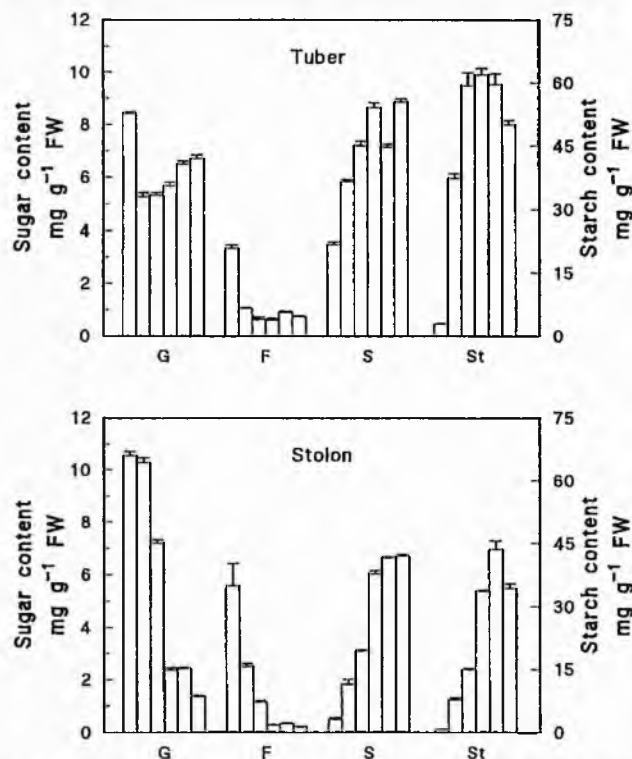 Tuber
Sugar content
mg g⁻¹ FW
12
10
8
6
4
2
0
75
60
45
30
15
0
Starch content
mg g⁻¹ FW
G F S St
Stolon
Sugar content
mg g⁻¹ FW
12
10
8
6
4
2
0
75
60
45
30
15
0
Starch content
mg g⁻¹ FW
G F S St